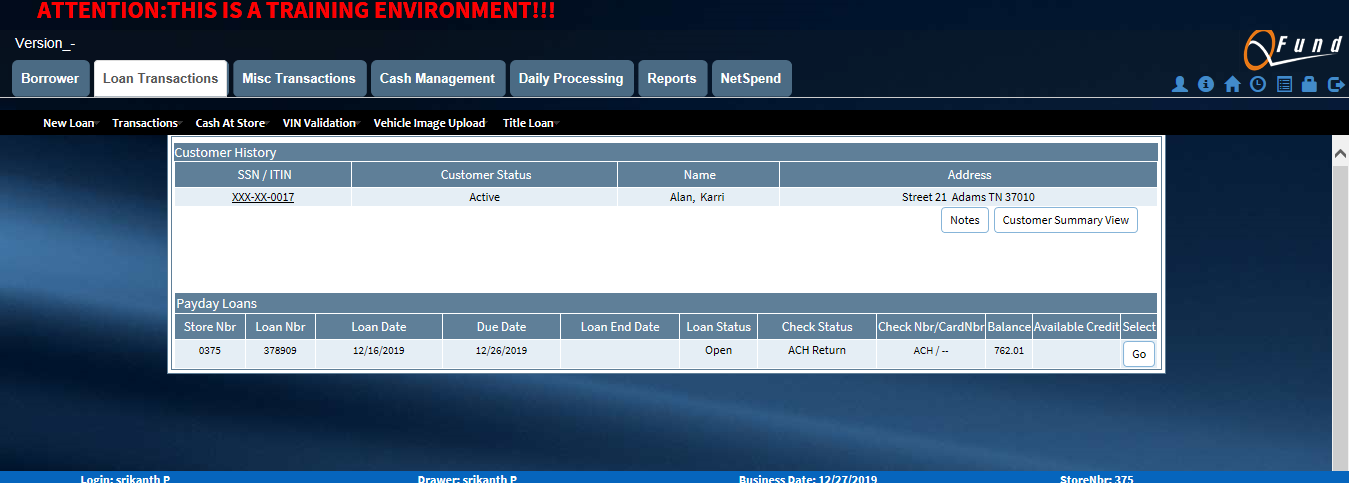 ATTENTION:THIS IS A TRAINING ENVIRONMENT!!!
Version_-
QFund
Borrower Loan Transactions Misc Transactions Cash Management Daily Processing Reports NetSpend
New Loan Transactions Cash At Store VIN Validation Vehicle Image Upload Title Loan
Customer History
SSN / ITIN Customer Status Name Address
XXX-XX-0017 Active Alan, Karri Street 21 Adams TN 37010
Notes Customer Summary View
Payday Loans
Store Nbr Loan Nbr Loan Date Due Date Loan End Date Loan Status Check Status Check Nbr/CardNbr Balance Available Credit Select
0375 378909 12/16/2019 12/26/2019 Open ACH Return ACH / -- 762.01 Go
Login: srikanth P Drawer: srikanth P Business Date: 12/27/2019 StoreNbr: 375